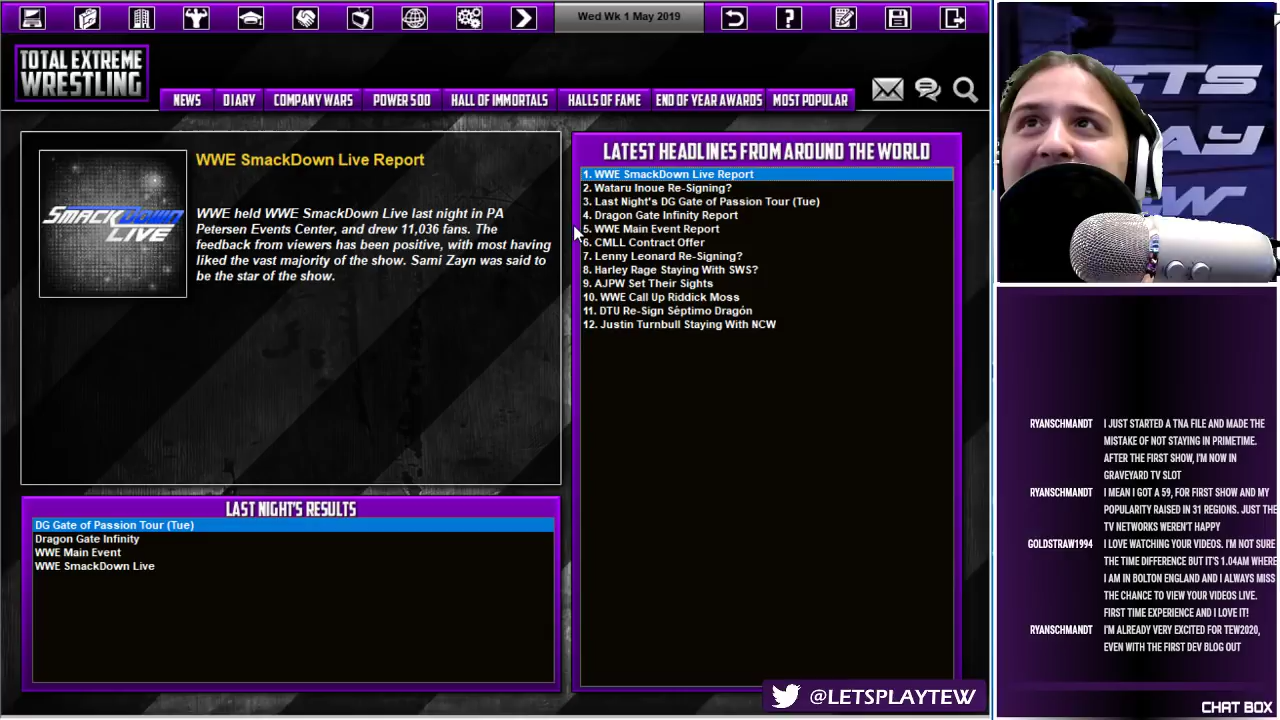 Wed Wk 1 May 2019
TOTAL EXTREME
WRESTLING
NEWS
DIARY
COMPANY WARS
POWER 500
HALL OF IMMORTALS
HALLS OF FAME
END OF YEAR AWARDS
MOST POPULAR
SMACKDOWN
LIVE
WWE SmackDown Live Report
WWE held WWE SmackDown Live last night in PA
Petersen Events Center, and drew 11,036 fans. The
feedback from viewers has been positive, with most having
liked the vast majority of the show. Sami Zayn was said to
be the star of the show.
LAST NIGHT'S RESULTS
DG Gate of Passion Tour (Tue)
Dragon Gate Infinity
WWE Main Event
WWE SmackDown Live
LATEST HEADLINES FROM AROUND THE WORLD
1. WWE SmackDown Live Report
2. Wataru Inoue Re-Signing?
3. Last Night's DG Gate of Passion Tour (Tue)
4. Dragon Gate Infinity Report
5. WWE Main Event Report
6. CMLL Contract Offer
7. Lenny Leonard Re-Signing?
8. Harley Rage Staying With SWS?
9. AJPW Set Their Sights
10. WWE Call Up Riddick Moss
11. DTU Re-Sign Séptimo Dragón
12. Justin Turnbull Staying With NCW
@LETSPLAYTEW
RYANSCHMANDT I JUST STARTED A TNA FILE AND MADE THE
MISTAKE OF NOT STAYING IN PRIMETIME.
AFTER THE FIRST SHOW, I'M NOW IN
GRAVEYARD TV SLOT
RYANSCHMANDT I MEAN I GOT A 59, FOR FIRST SHOW AND MY
POPULARITY RAISED IN 31 REGIONS. JUST THE
TV NETWORKS WEREN'T HAPPY
GOLDSTRAW1994 I LOVE WATCHING YOUR VIDEOS. I'M NOT SURE
THE TIME DIFFERENCE BUT IT'S 1.04AM WHERE
I AM IN BOLTON ENGLAND AND I ALWAYS MISS
THE CHANCE TO VIEW YOUR VIDEOS LIVE.
FIRST TIME EXPERIENCE AND I LOVE IT!
RYANSCHMANDT I'M ALREADY VERY EXCITED FOR TEW2020,
EVEN WITH THE FIRST DEV BLOG OUT
CHAT BOX